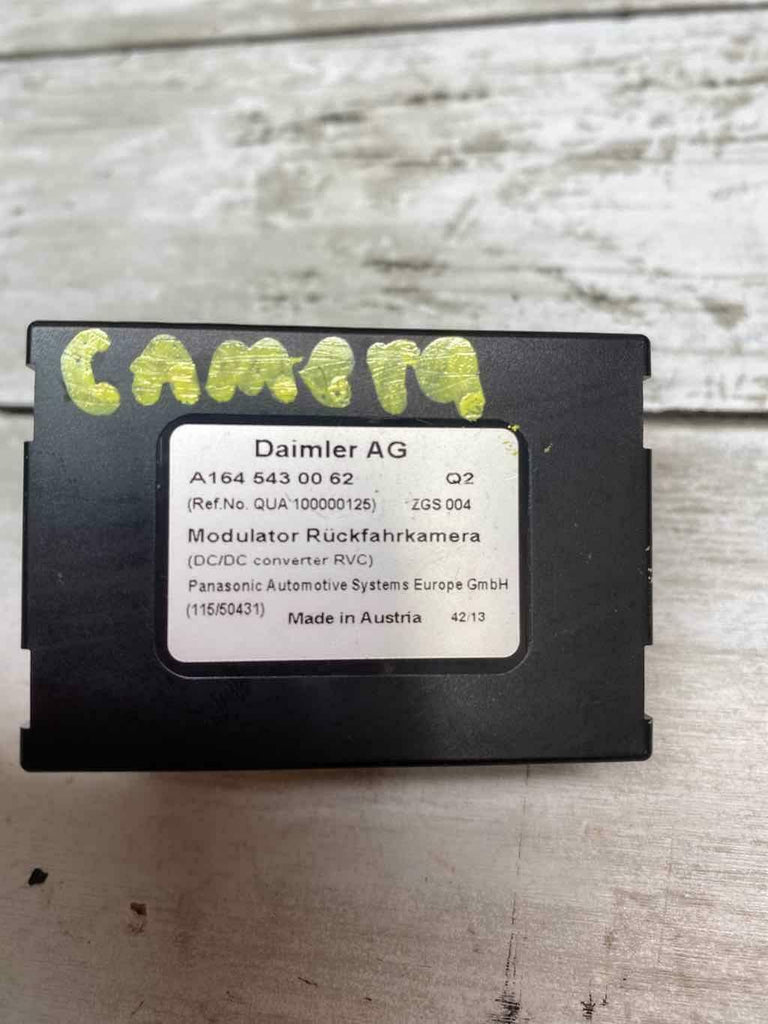 CAMERA
Daimler AG
A164 543 00 62 Q2
(Ref.No. QUA 100000125) ZGS 004
Modulator Rückfahrkamera
(DC/DC converter RVC)
Panasonic Automotive Systems Europe GmbH
(115/50431) Made in Austria 42/13